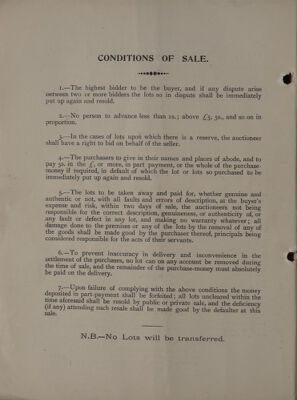 CONDITIONS OF SALE.
1.—The highest bidder to be the buyer, and if any dispute arise
between two or more bidders the lots so in dispute shall be immediately
put up again and resold.
2.—No person to advance less than 1s.; above £5, 5s., and so on in
proportion.
3.—In the cases of lots upon which there is a reserve, the auctioneer
shall have a right to bid on behalf of the seller.
4.—The purchasers to give in their names and places of abode, and to
pay 5s. in the £, or more, in part payment, or the whole of the purchase-
money if required, in default of which the lot or lots so purchased to be
immediately put up again and resold.
5.—The lots to be taken away and paid for, whether genuine and
authentic or not, with all faults and errors of description, at the buyer's
expense and risk, within two days of sale, the auctioneers not being
responsible for the correct description, genuineness, or authenticity of, or
any fault or defect in any lot, and making no warranty whatever; all
damage done to the premises or any of the lots by the removal of any of
the goods shall be made good by the purchaser thereof, principals being
considered responsible for the acts of their servants.
6.—To prevent inaccuracy in delivery and inconvenience in the
settlement of the purchases, no lot can on any account be removed during
the time of sale, and the remainder of the purchase-money must absolutely
be paid on the delivery.
7.—Upon failure of complying with the above conditions the money
deposited in part-payment shall be forfeited; all lots uncleared within the
time aforesaid shall be resold by public or private sale, and the deficiency
(if any) attending such resale shall be made good by the defaulter at this
sale.
N.B.—No Lots will be transferred.